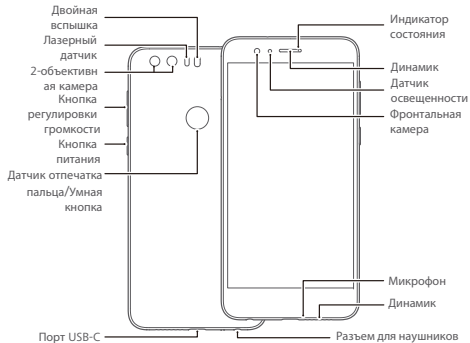 Двойная
вспышка
Лазерный
датчик
2-объективн
ая камера
Кнопка
регулировки
громкости
Кнопка
питания
Датчик отпечатка
пальца/Умная
кнопка
Порт USB-C
Индикатор
состояния
Динамик
Датчик
освещенности
Фронтальная
камера
Микрофон
Динамик
Разъем для наушников